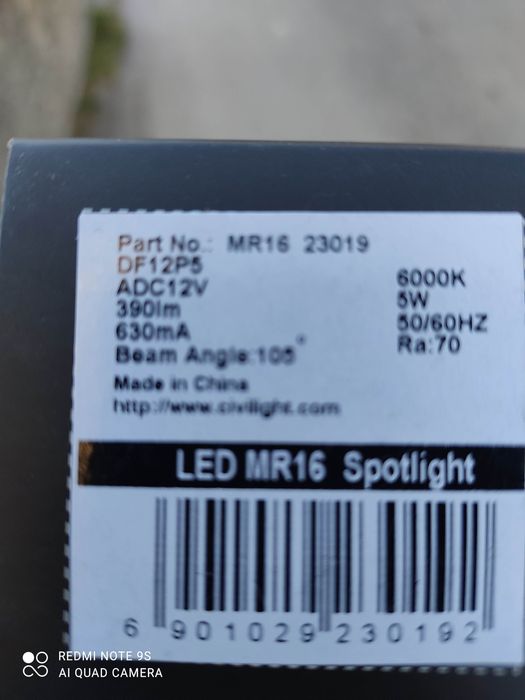 Part No.: MR16 23019
DF12P5
ADC12V
390lm
630mA
Beam Angle:105°
6000K
5W
50/60HZ
Ra:70
Made in China
http://www.civilight.com
LED MR16 Spotlight
6 901029 230192
REDMI NOTE 9S
AI QUAD CAMERA